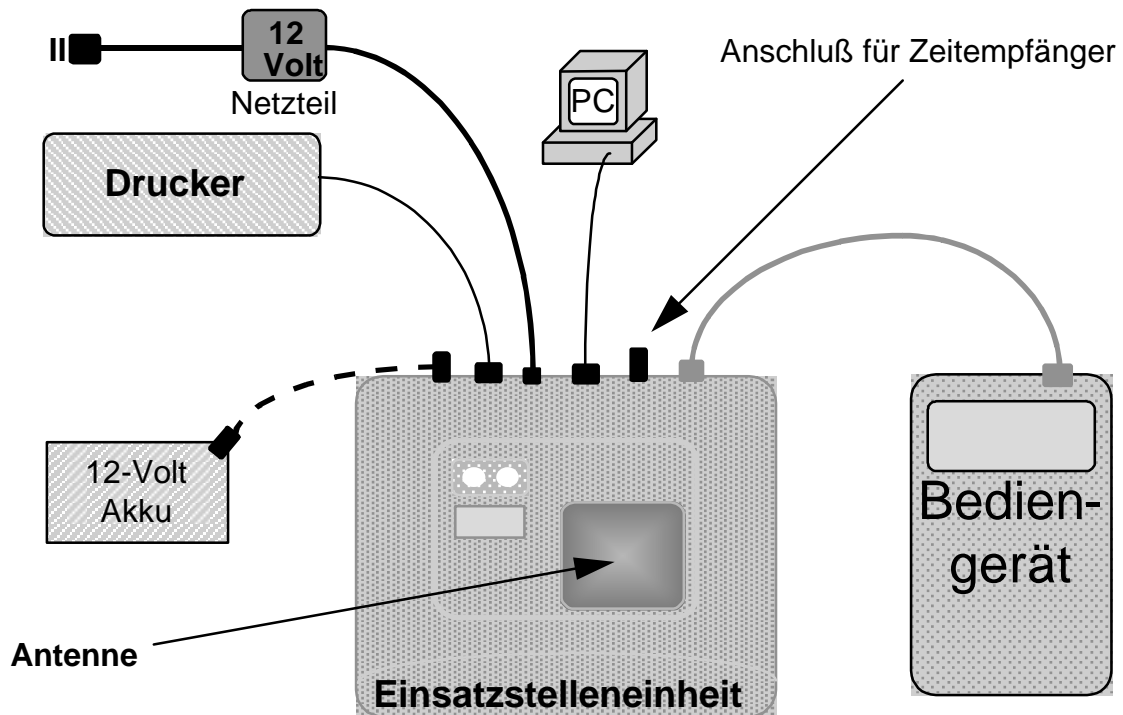 12
Volt
Netzteil
Anschluß für Zeitempfänger
PC
Drucker
12-Volt
Akku
Bedien-
gerät
Antenne
Einsatzstelleneinheit